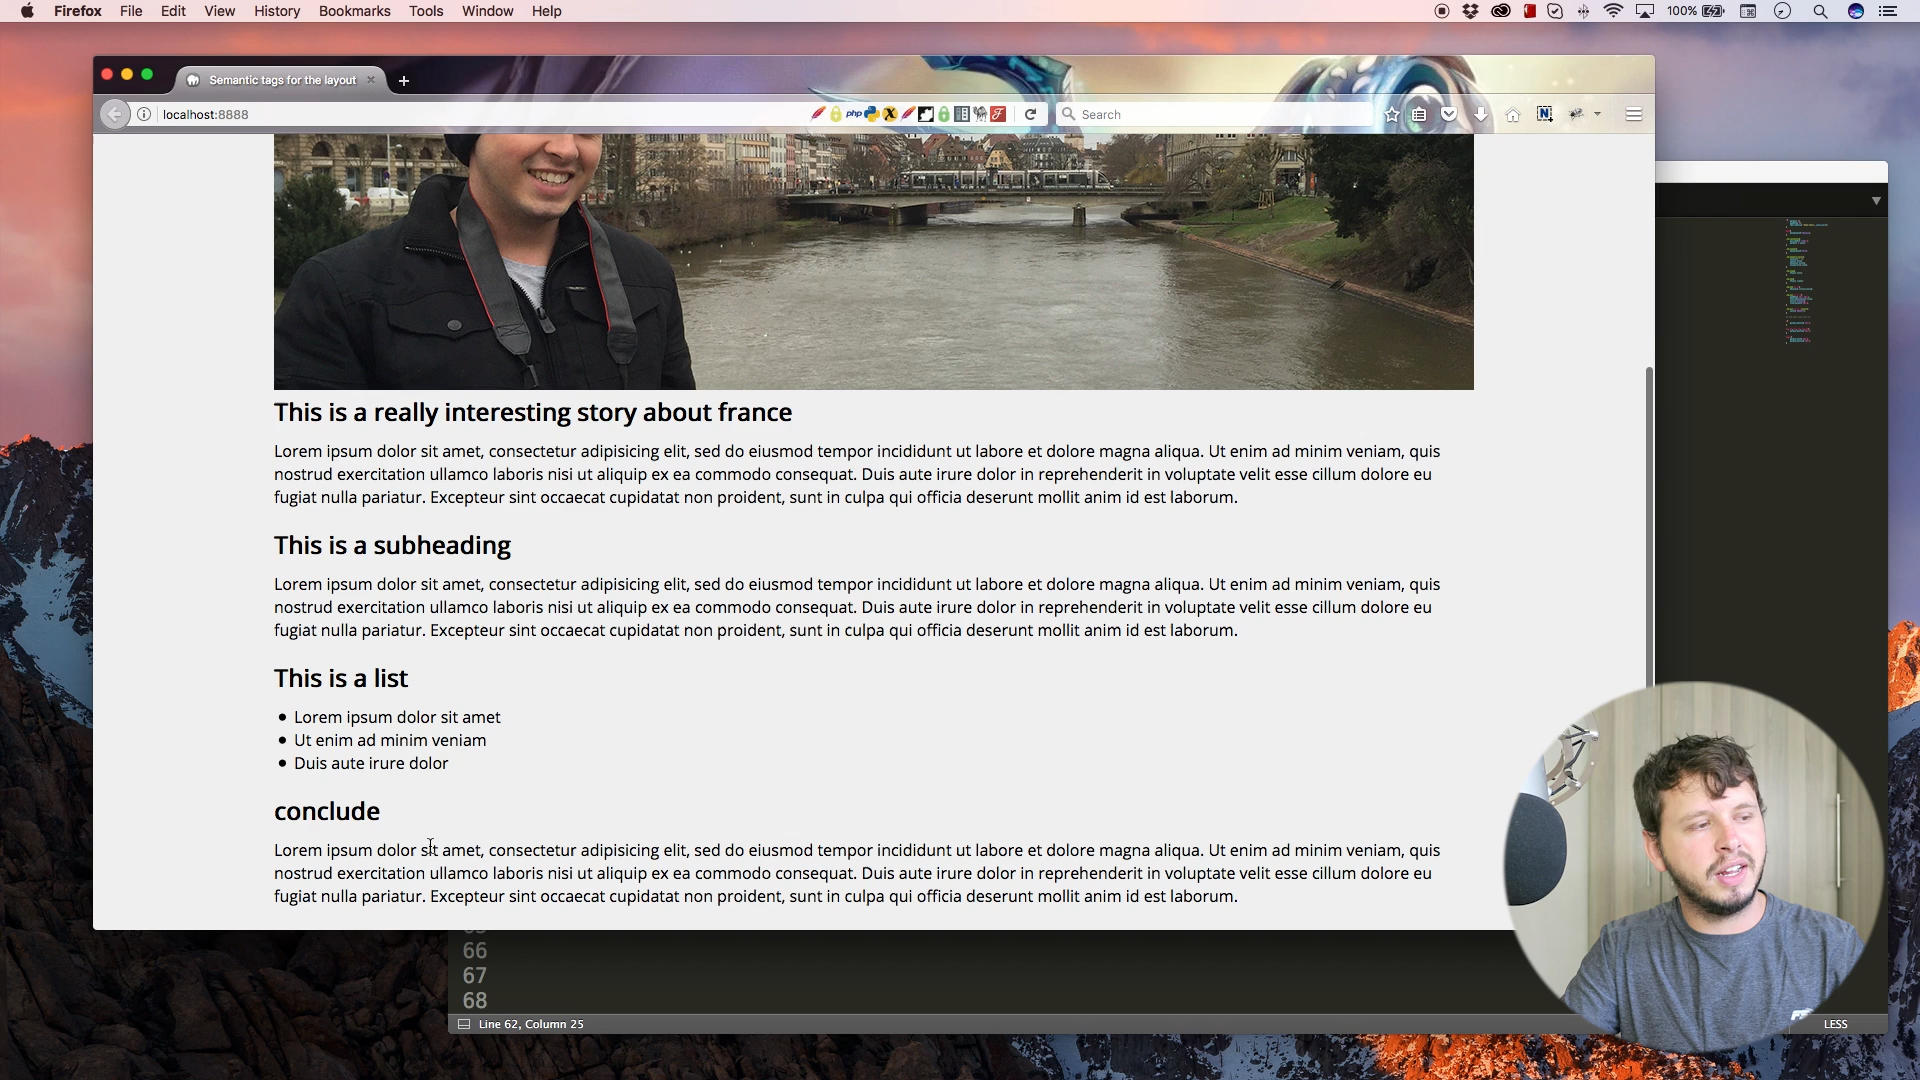 Firefox File Edit View History Bookmarks Tools Window Help 100%
Semantic tags for the layout
localhost:8888 php Search
This is a really interesting story about france
Lorem ipsum dolor sit amet, consectetur adipisicing elit, sed do eiusmod tempor incididunt ut labore et dolore magna aliqua. Ut enim ad minim veniam, quis
nostrud exercitation ullamco laboris nisi ut aliquip ex ea commodo consequat. Duis aute irure dolor in reprehenderit in voluptate velit esse cillum dolore eu
fugiat nulla pariatur. Excepteur sint occaecat cupidatat non proident, sunt in culpa qui officia deserunt mollit anim id est laborum.
This is a subheading
Lorem ipsum dolor sit amet, consectetur adipisicing elit, sed do eiusmod tempor incididunt ut labore et dolore magna aliqua. Ut enim ad minim veniam, quis
nostrud exercitation ullamco laboris nisi ut aliquip ex ea commodo consequat. Duis aute irure dolor in reprehenderit in voluptate velit esse cillum dolore eu
fugiat nulla pariatur. Excepteur sint occaecat cupidatat non proident, sunt in culpa qui officia deserunt mollit anim id est laborum.
This is a list
• Lorem ipsum dolor sit amet
• Ut enim ad minim veniam
• Duis aute irure dolor
conclude
Lorem ipsum dolor sit amet, consectetur adipisicing elit, sed do eiusmod tempor incididunt ut labore et dolore magna aliqua. Ut enim ad minim veniam, quis
nostrud exercitation ullamco laboris nisi ut aliquip ex ea commodo consequat. Duis aute irure dolor in reprehenderit in voluptate velit esse cillum dolore eu
fugiat nulla pariatur. Excepteur sint occaecat cupidatat non proident, sunt in culpa qui officia deserunt mollit anim id est laborum.
66
67
68
Line 62, Column 25 LESS